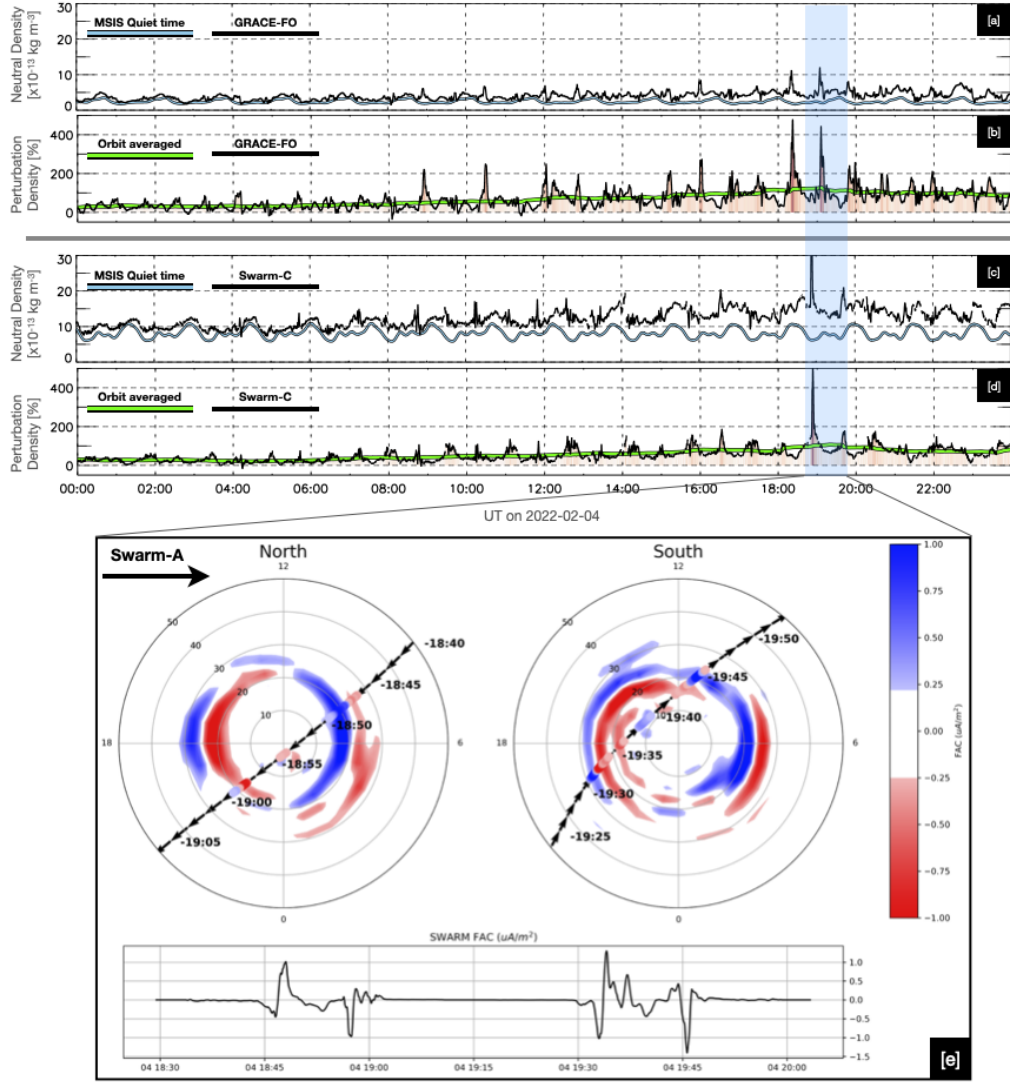 30
20
10
0
Neutral Density
[x10⁻¹³ kg m⁻³]
MSIS Quiet time
GRACE-FO
[a]
400
200
0
Perturbation
Density [%]
Orbit averaged
GRACE-FO
[b]
30
20
10
0
Neutral Density
[x10⁻¹³ kg m⁻³]
MSIS Quiet time
Swarm-C
[c]
400
200
0
Perturbation
Density [%]
Orbit averaged
Swarm-C
[d]
00:00 02:00 04:00 06:00 08:00 10:00 12:00 14:00 16:00 18:00 20:00 22:00
UT on 2022-02-04
Swarm-A
North
12
50
40
30
20
10
18
6
0
-18:40
-18:45
-18:50
-18:55
-19:00
-19:05
South
12
50
40
30
20
10
18
6
0
-19:50
-19:45
-19:40
-19:35
-19:30
-19:25
1.00
0.75
0.50
0.25
0.00
-0.25
-0.50
-0.75
-1.00
FAC (uA/m²)
SWARM FAC (uA/m²)
1.0
0.5
0.0
-0.5
-1.0
-1.5
04 18:30 04 18:45 04 19:00 04 19:15 04 19:30 04 19:45 04 20:00
[e]